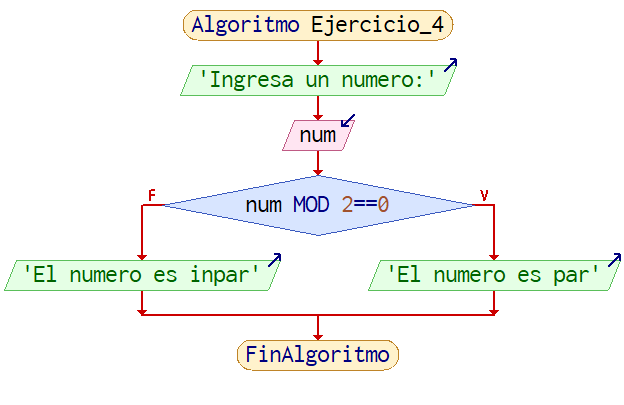 Algoritmo Ejercicio_4
'Ingresa un numero:'
num
num MOD 2==0
F
V
'El numero es inpar'
'El numero es par'
FinAlgoritmo